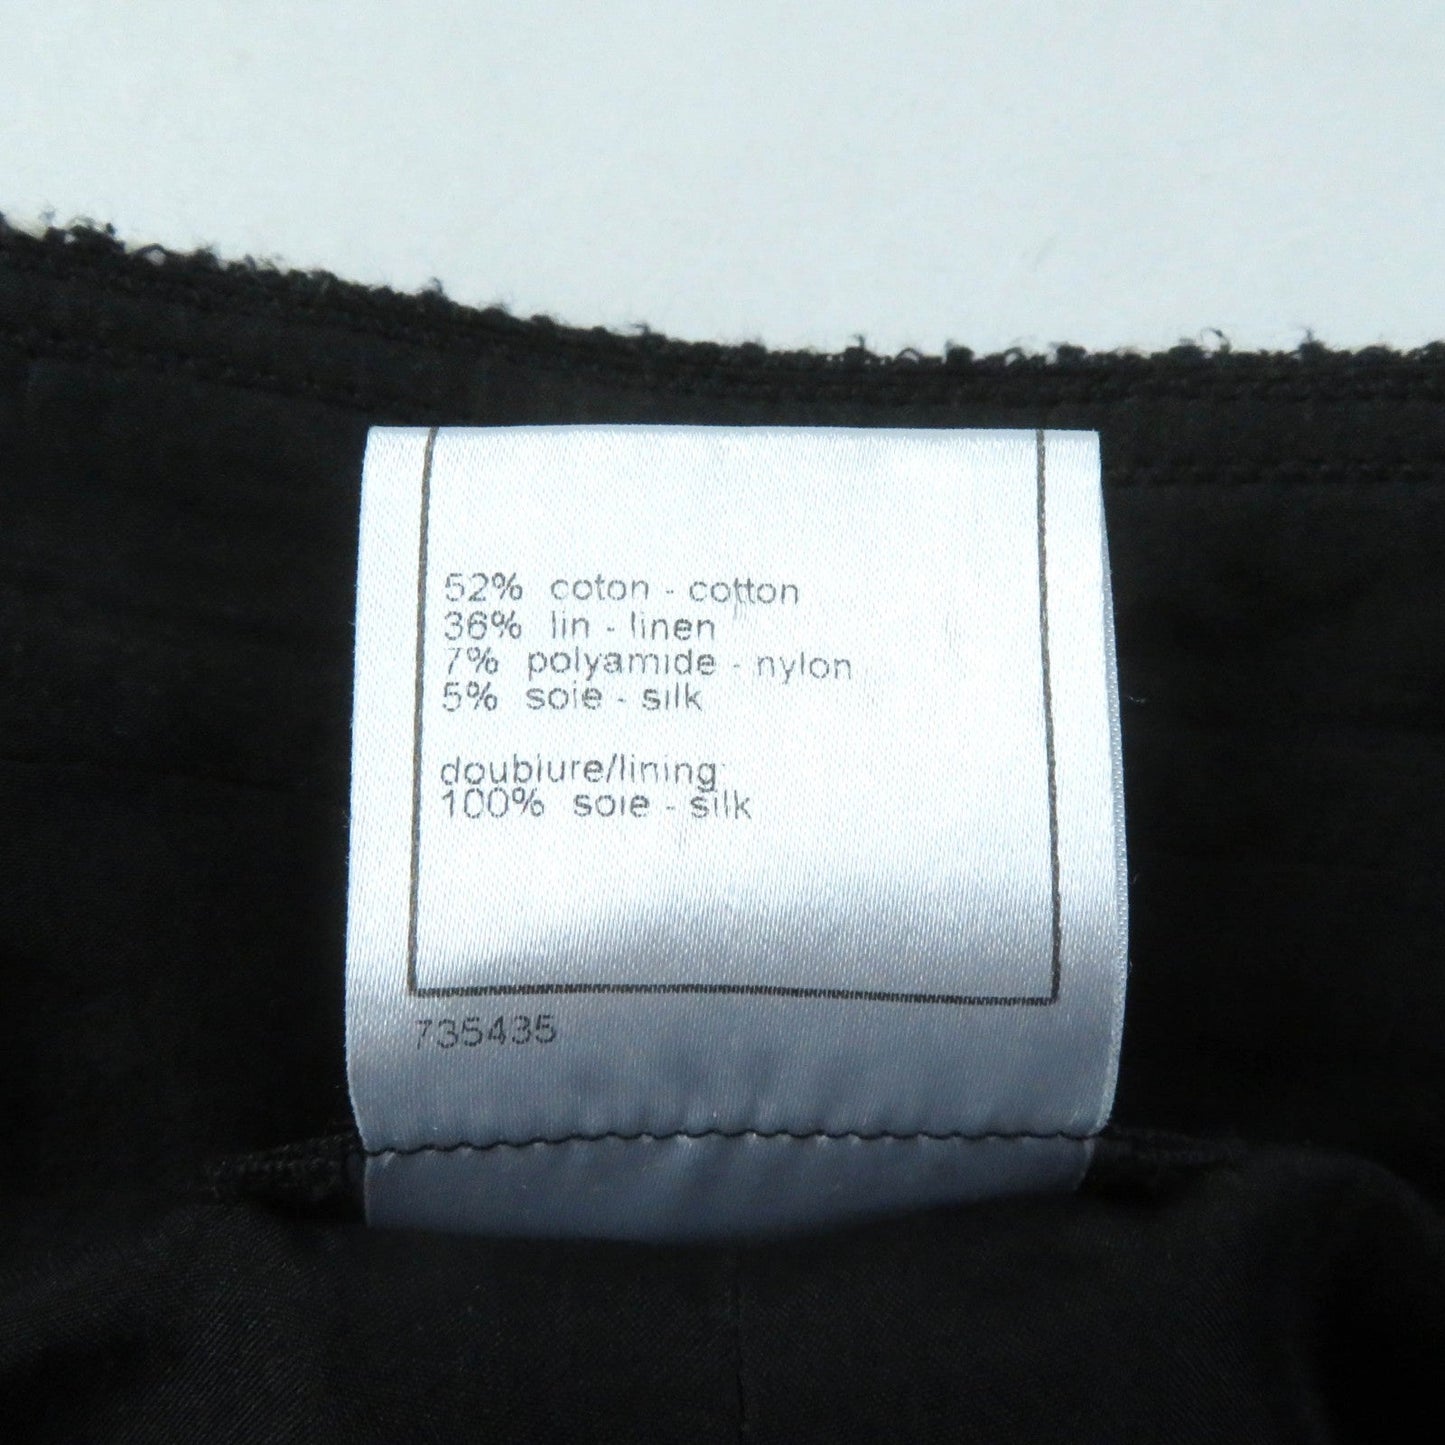 52% coton - cotton
36% lin - linen
7% polyamide - nylon
5% soie - silk
doublure/lining:
100% soie - silk
735435